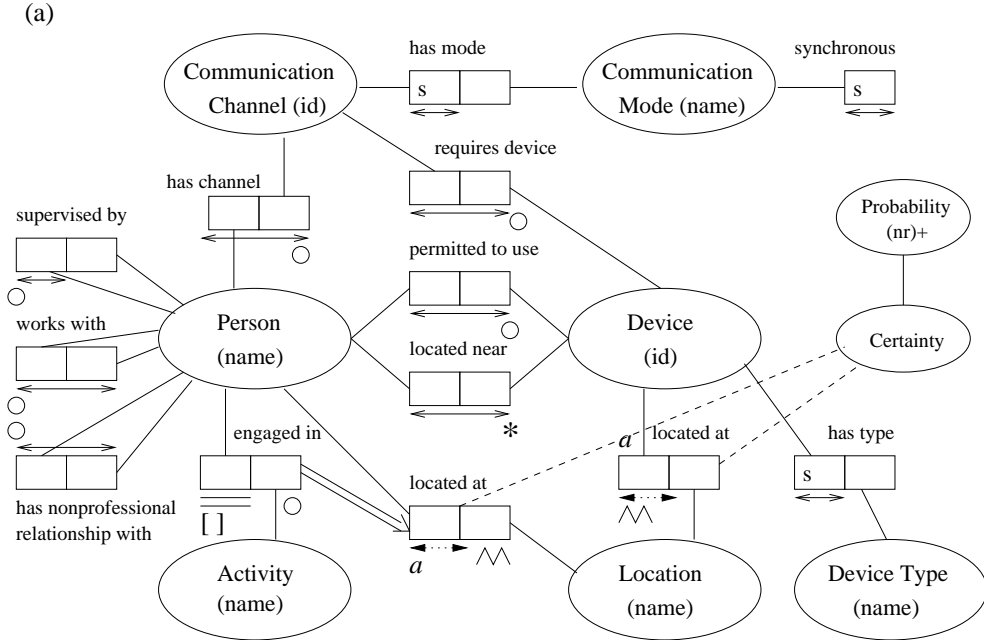 (a)
has mode
synchronous
Communication
Channel (id)
s
Communication
Mode (name)
s
requires device
has channel
Probability
(nr)+
supervised by
permitted to use
works with
Person
(name)
Device
(id)
Certainty
located near
*
engaged in
a
located at
has type
s
located at
has nonprofessional
relationship with
[ ]
a
Activity
(name)
Location
(name)
Device Type
(name)